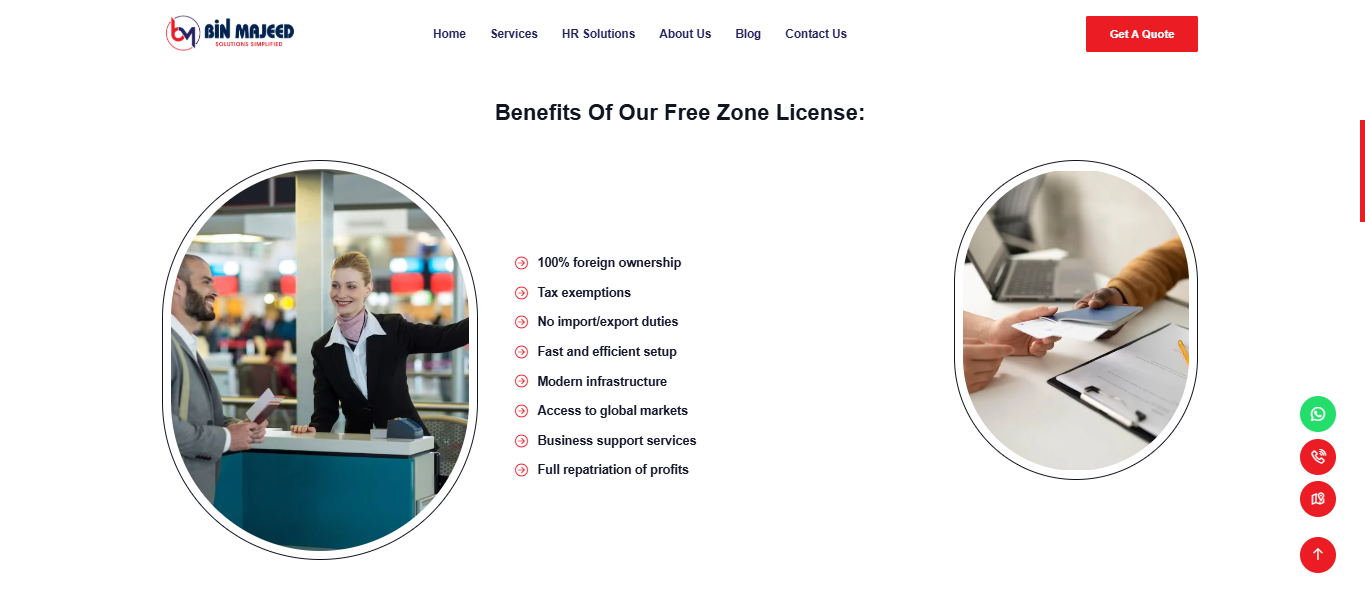 BIN MAJEED
SOLUTIONS SIMPLIFIED
Home
Services
HR Solutions
About Us
Blog
Contact Us
Get A Quote
Benefits Of Our Free Zone License:
100% foreign ownership
Tax exemptions
No import/export duties
Fast and efficient setup
Modern infrastructure
Access to global markets
Business support services
Full repatriation of profits